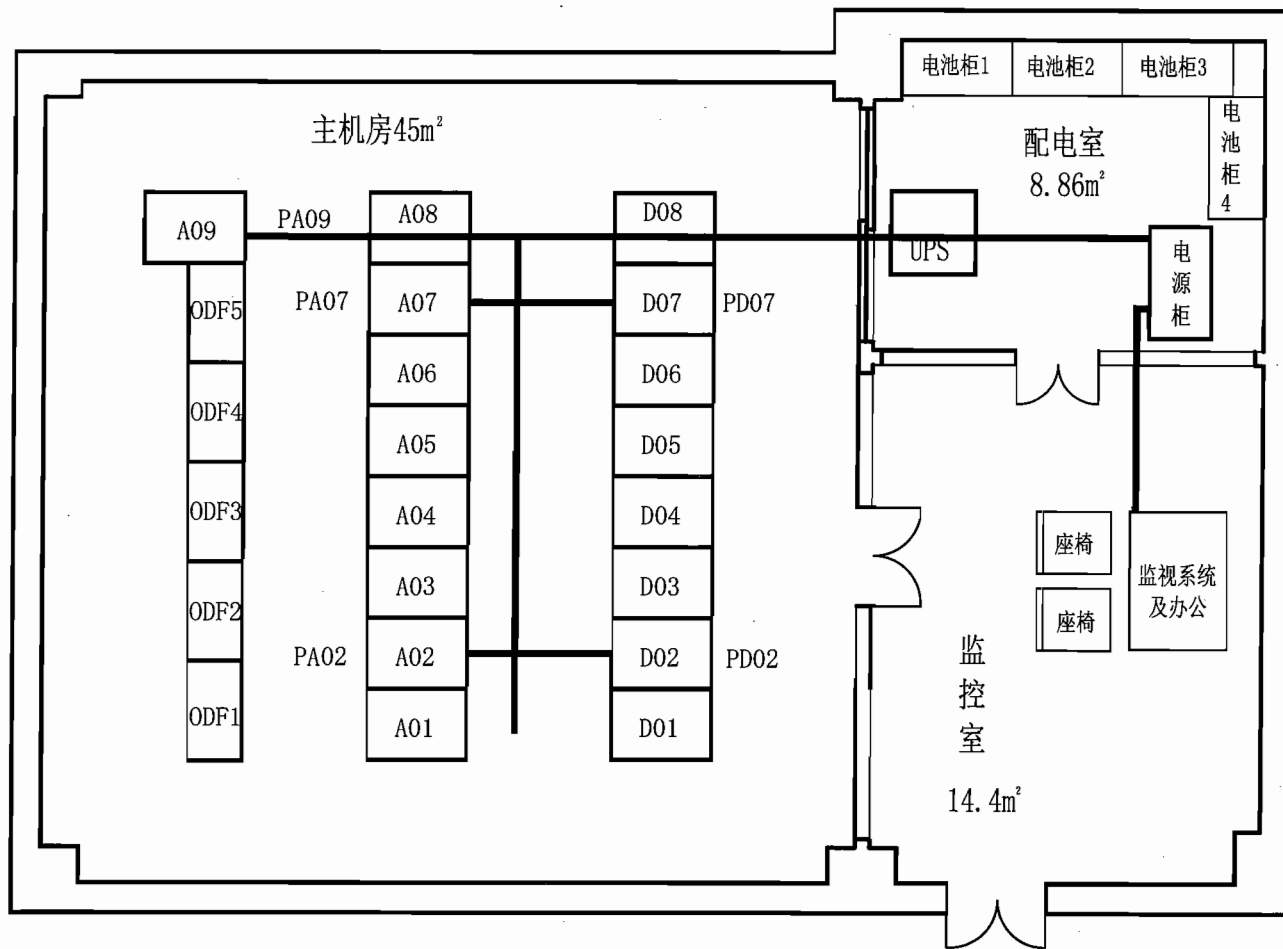 电池柜1
电池柜2
电池柜3
电池柜4
主机房45m²
配电室
8.86m²
A09
PA09
A08
D08
UPS
电源柜
ODF5
PA07
A07
D07
PD07
A06
D06
ODF4
A05
D05
ODF3
A04
D04
座椅
监视系统
及办公
A03
D03
ODF2
座椅
PA02
A02
D02
PD02
监控室
ODF1
A01
D01
14.4m²